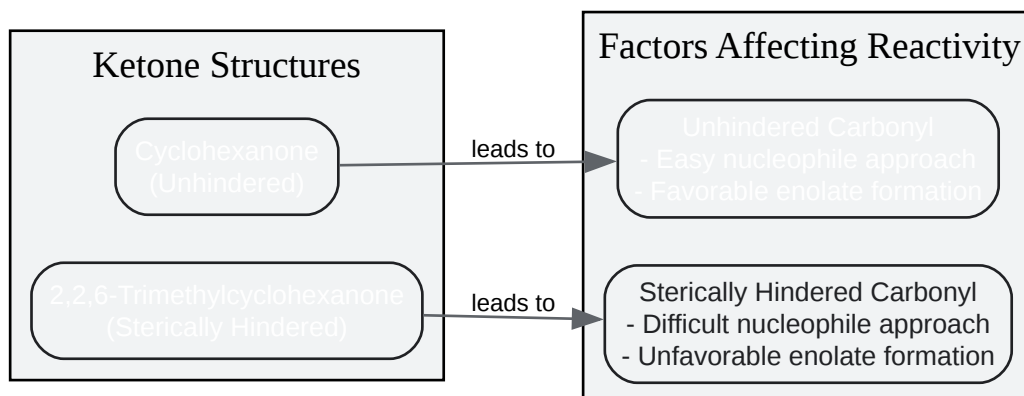 Ketone Structures
Cyclohexanone
(Unhindered)
2,2,6-Trimethylcyclohexanone
(Sterically Hindered)
leads to
leads to
Factors Affecting Reactivity
Unhindered Carbonyl
- Easy nucleophile approach
- Favorable enolate formation
Sterically Hindered Carbonyl
- Difficult nucleophile approach
- Unfavorable enolate formation